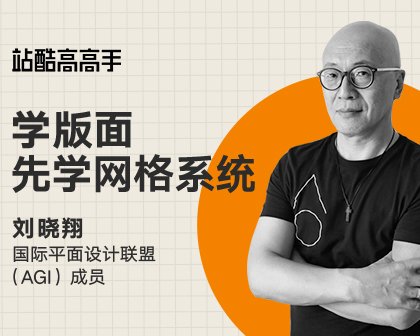 站酷高高手
学版面
先学网格系统
刘晓翔
国际平面设计联盟
（AGI）成员